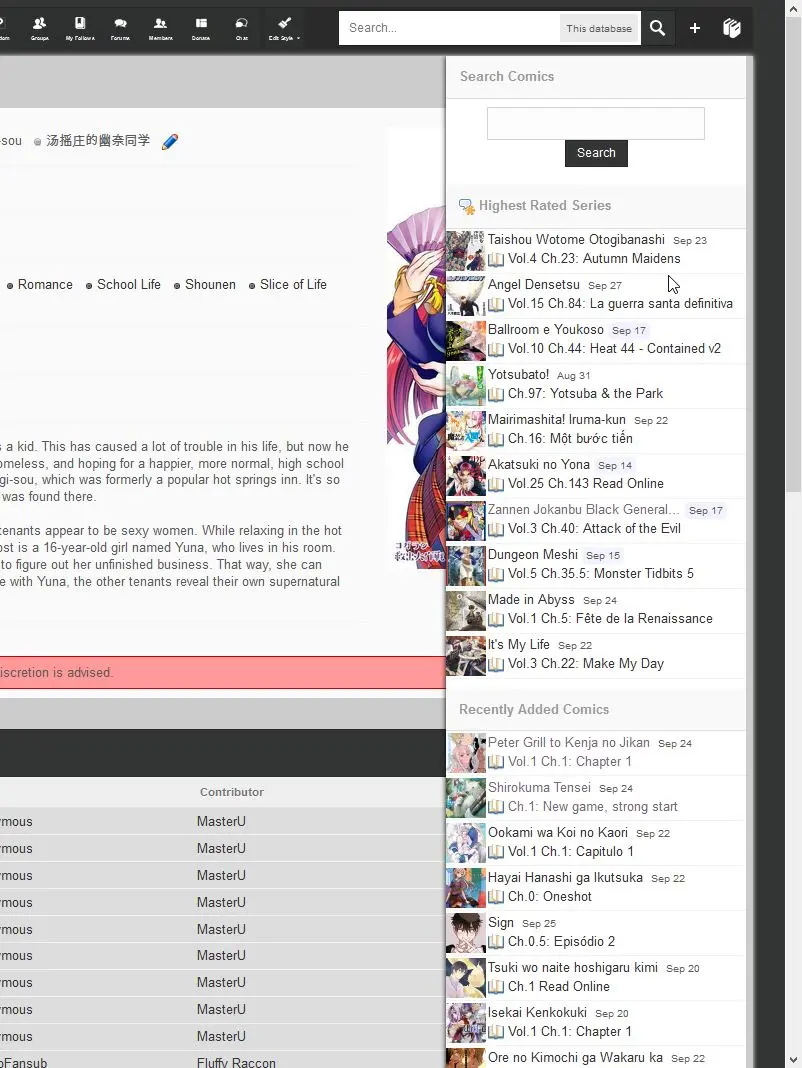 Groups
My Follows
Forums
Members
Donate
Chat
Edit Style
Search...
This database
-sou
汤摇庄的幽奈同学
Romance
School Life
Shounen
Slice of Life
s a kid. This has caused a lot of trouble in his life, but now he
omeless, and hoping for a happier, more normal, high school
gi-sou, which was formerly a popular hot springs inn. It's so
was found there.
tenants appear to be sexy women. While relaxing in the hot
ost is a 16-year-old girl named Yuna, who lives in his room.
to figure out her unfinished business. That way, she can
e with Yuna, the other tenants reveal their own supernatural
iscretion is advised.
Contributor
ymous MasterU
ymous MasterU
ymous MasterU
ymous MasterU
ymous MasterU
ymous MasterU
ymous MasterU
ymous MasterU
ymous MasterU
oFansub Fluffy Raccon
Search Comics
Search
Highest Rated Series
Taishou Wotome Otogibanashi Sep 23
Vol.4 Ch.23: Autumn Maidens
Angel Densetsu Sep 27
Vol.15 Ch.84: La guerra santa definitiva
Ballroom e Youkoso Sep 17
Vol.10 Ch.44: Heat 44 - Contained v2
Yotsubato! Aug 31
Ch.97: Yotsuba & the Park
Mairimashita! Iruma-kun Sep 22
Ch.16: Một bước tiến
Akatsuki no Yona Sep 14
Vol.25 Ch.143 Read Online
Zannen Jokanbu Black General... Sep 17
Vol.3 Ch.40: Attack of the Evil
Dungeon Meshi Sep 15
Vol.5 Ch.35.5: Monster Tidbits 5
Made in Abyss Sep 24
Vol.1 Ch.5: Fête de la Renaissance
It's My Life Sep 22
Vol.3 Ch.22: Make My Day
Recently Added Comics
Peter Grill to Kenja no Jikan Sep 24
Vol.1 Ch.1: Chapter 1
Shirokuma Tensei Sep 24
Ch.1: New game, strong start
Ookami wa Koi no Kaori Sep 22
Vol.1 Ch.1: Capitulo 1
Hayai Hanashi ga Ikutsuka Sep 22
Ch.0: Oneshot
Sign Sep 25
Ch.0.5: Episódio 2
Tsuki wo naite hoshigaru kimi Sep 20
Ch.1 Read Online
Isekai Kenkokuki Sep 20
Vol.1 Ch.1: Chapter 1
Ore no Kimochi ga Wakaru ka Sep 22